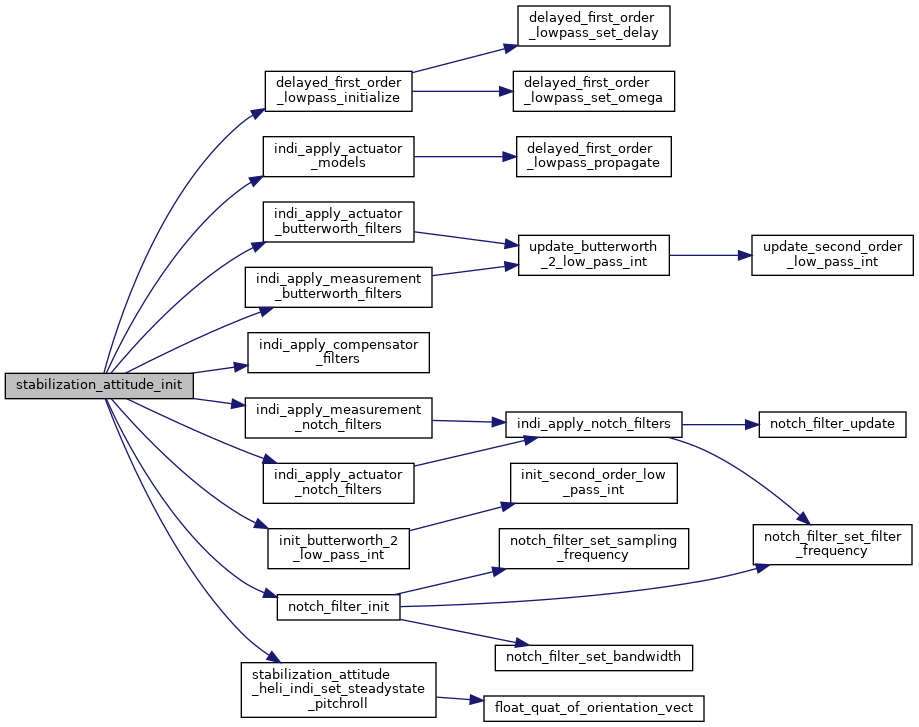 stabilization_attitude_init
delayed_first_order
_lowpass_initialize
delayed_first_order
_lowpass_set_delay
delayed_first_order
_lowpass_set_omega
indi_apply_actuator
_models
delayed_first_order
_lowpass_propagate
indi_apply_actuator
_butterworth_filters
update_butterworth
_2_low_pass_int
update_second_order
_low_pass_int
indi_apply_measurement
_butterworth_filters
indi_apply_compensator
_filters
indi_apply_measurement
_notch_filters
indi_apply_notch_filters
notch_filter_update
notch_filter_set_filter
_frequency
indi_apply_actuator
_notch_filters
init_butterworth_2
_low_pass_int
init_second_order_low
_pass_int
notch_filter_init
notch_filter_set_sampling
_frequency
notch_filter_set_bandwidth
stabilization_attitude
_heli_indi_set_steadystate
_pitchroll
float_quat_of_orientation_vect